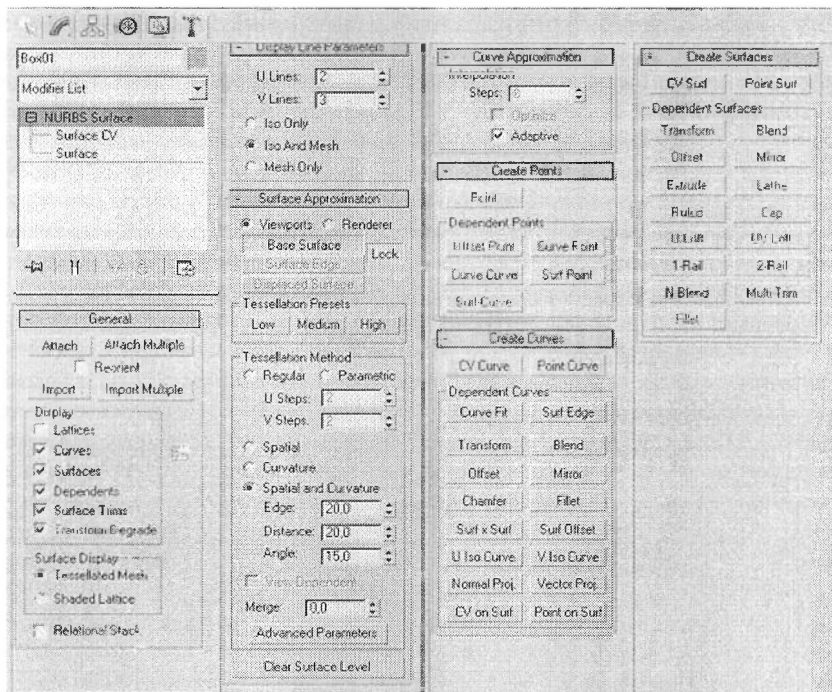 Box01
Modifier List
NURBS Surface
Surface CV
Surface
- General
Attach Attach Multiple
Reorient
Import Import Multiple
Display
Lattices
Curves
Surfaces
Dependents
Surface Trims
Transform Degrade
Surface Display
Tessellated Mesh
Shaded Lattice
Relational Stack
- Display Line Parameters
U Lines: 2
V Lines: 3
Iso Only
Iso And Mesh
Mesh Only
- Surface Approximation
Viewports Renderer
Base Surface
Surface Edge
Lock
Displaced Surface
Tessellation Presets
Low Medium High
Tessellation Method
Regular Parametric
U Steps: 2
V Steps: 2
Spatial
Curvature
Spatial and Curvature
Edge: 20,0
Distance: 20,0
Angle: 15,0
View Dependent
Merge: 0,0
Advanced Parameters
Clear Surface Level
- Curve Approximation
Interpolation
Steps:
Optimize
Adaptive
- Create Points
Point
Dependent Points
Offset Point Curve Point
Curve Curve Surf Point
Surf-Curve
- Create Curves
CV Curve Point Curve
Dependent Curves
Curve Fit Surf Edge
Transform Blend
Offset Mirror
Chamfer Fillet
Surf x Surf Surf Offset
U Iso Curve V Iso Curve
Normal Proj. Vector Proj.
CV on Surf Point on Surf
Create Surfaces
CV Surf Point Surf
Dependent Surfaces
Transform Blend
Offset Mirror
Extrude Lathe
Ruled Cap
U Loft UV Loft
1-Rail 2-Rail
N Blend Multi Trim
Fillet